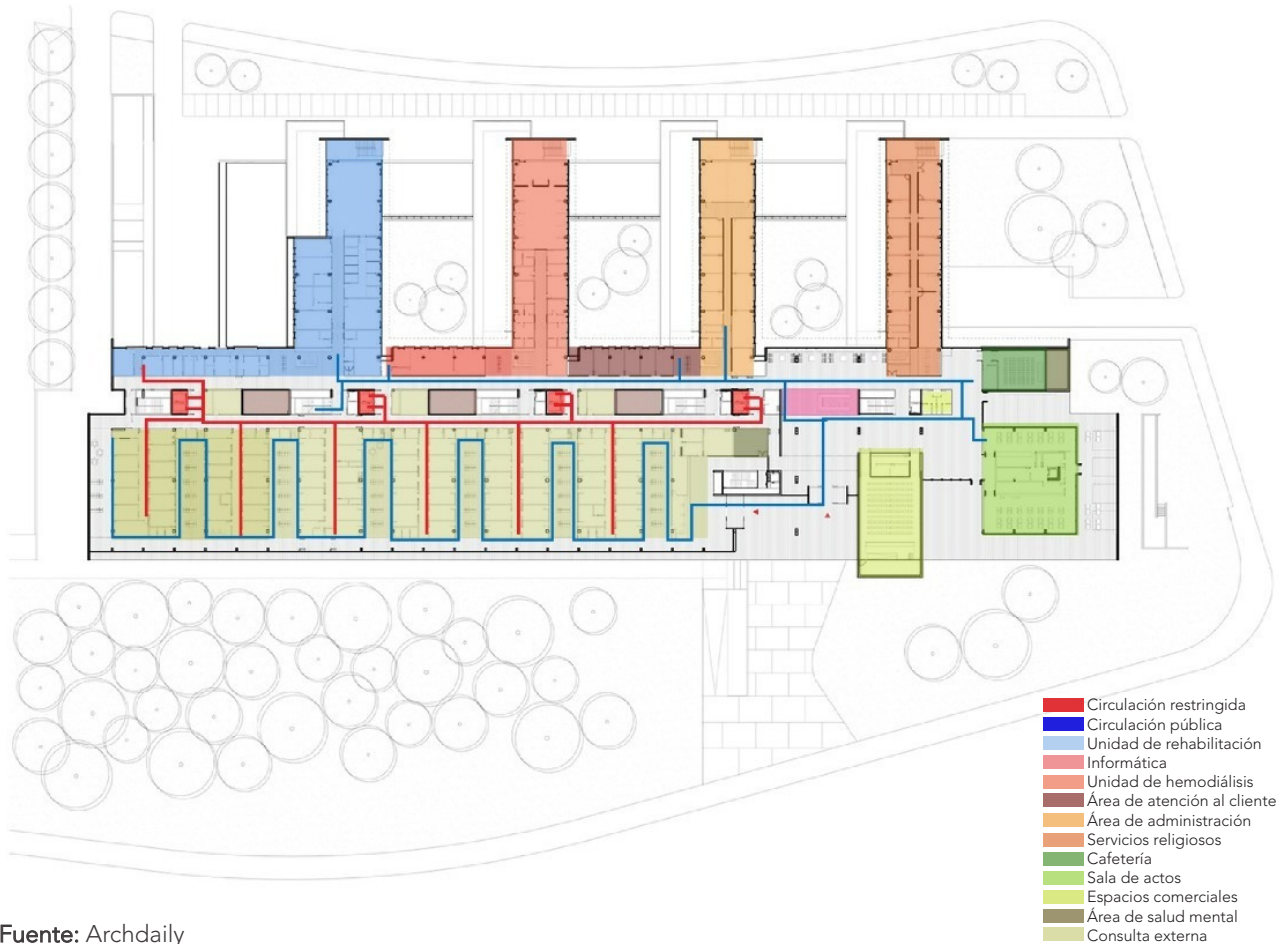 Circulación restringida
Circulación pública
Unidad de rehabilitación
Informática
Unidad de hemodiálisis
Área de atención al cliente
Área de administración
Servicios religiosos
Cafetería
Sala de actos
Espacios comerciales
Área de salud mental
Consulta externa
Fuente: Archdaily